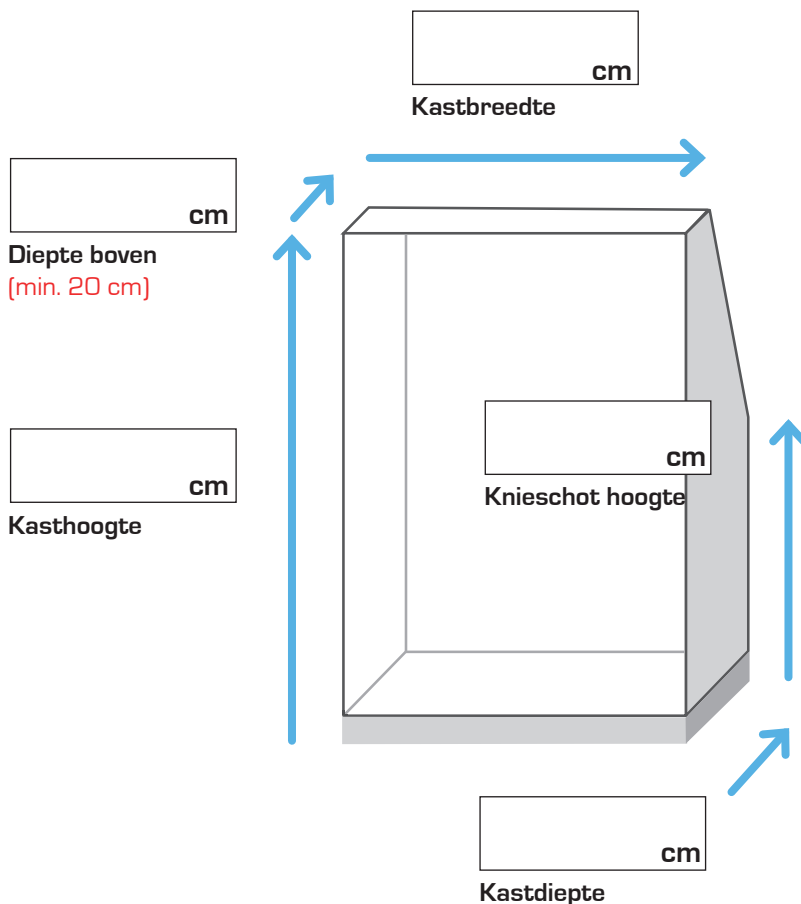 cm
Kastbreedte
cm
Diepte boven
(min. 20 cm)
cm
Knieschot hoogte
cm
Kasthoogte
cm
Kastdiepte